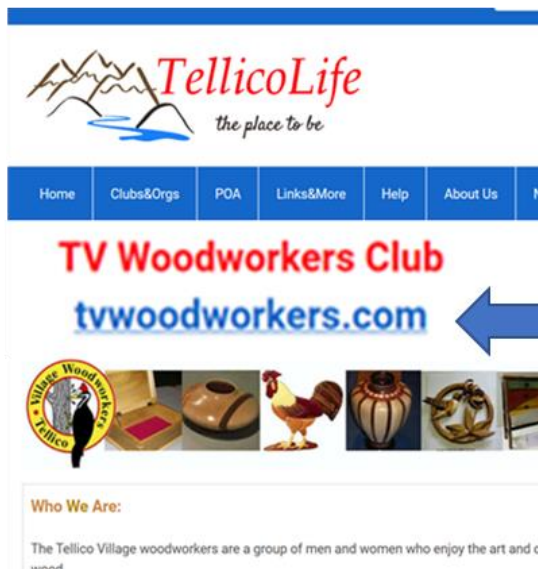 TellicoLife
the place to be
Home Clubs&Orgs POA Links&More Help About Us
TV Woodworkers Club
tvwoodworkers.com
Village Woodworkers
Tellico
Who We Are:
The Tellico Village woodworkers are a group of men and women who enjoy the art and
wood